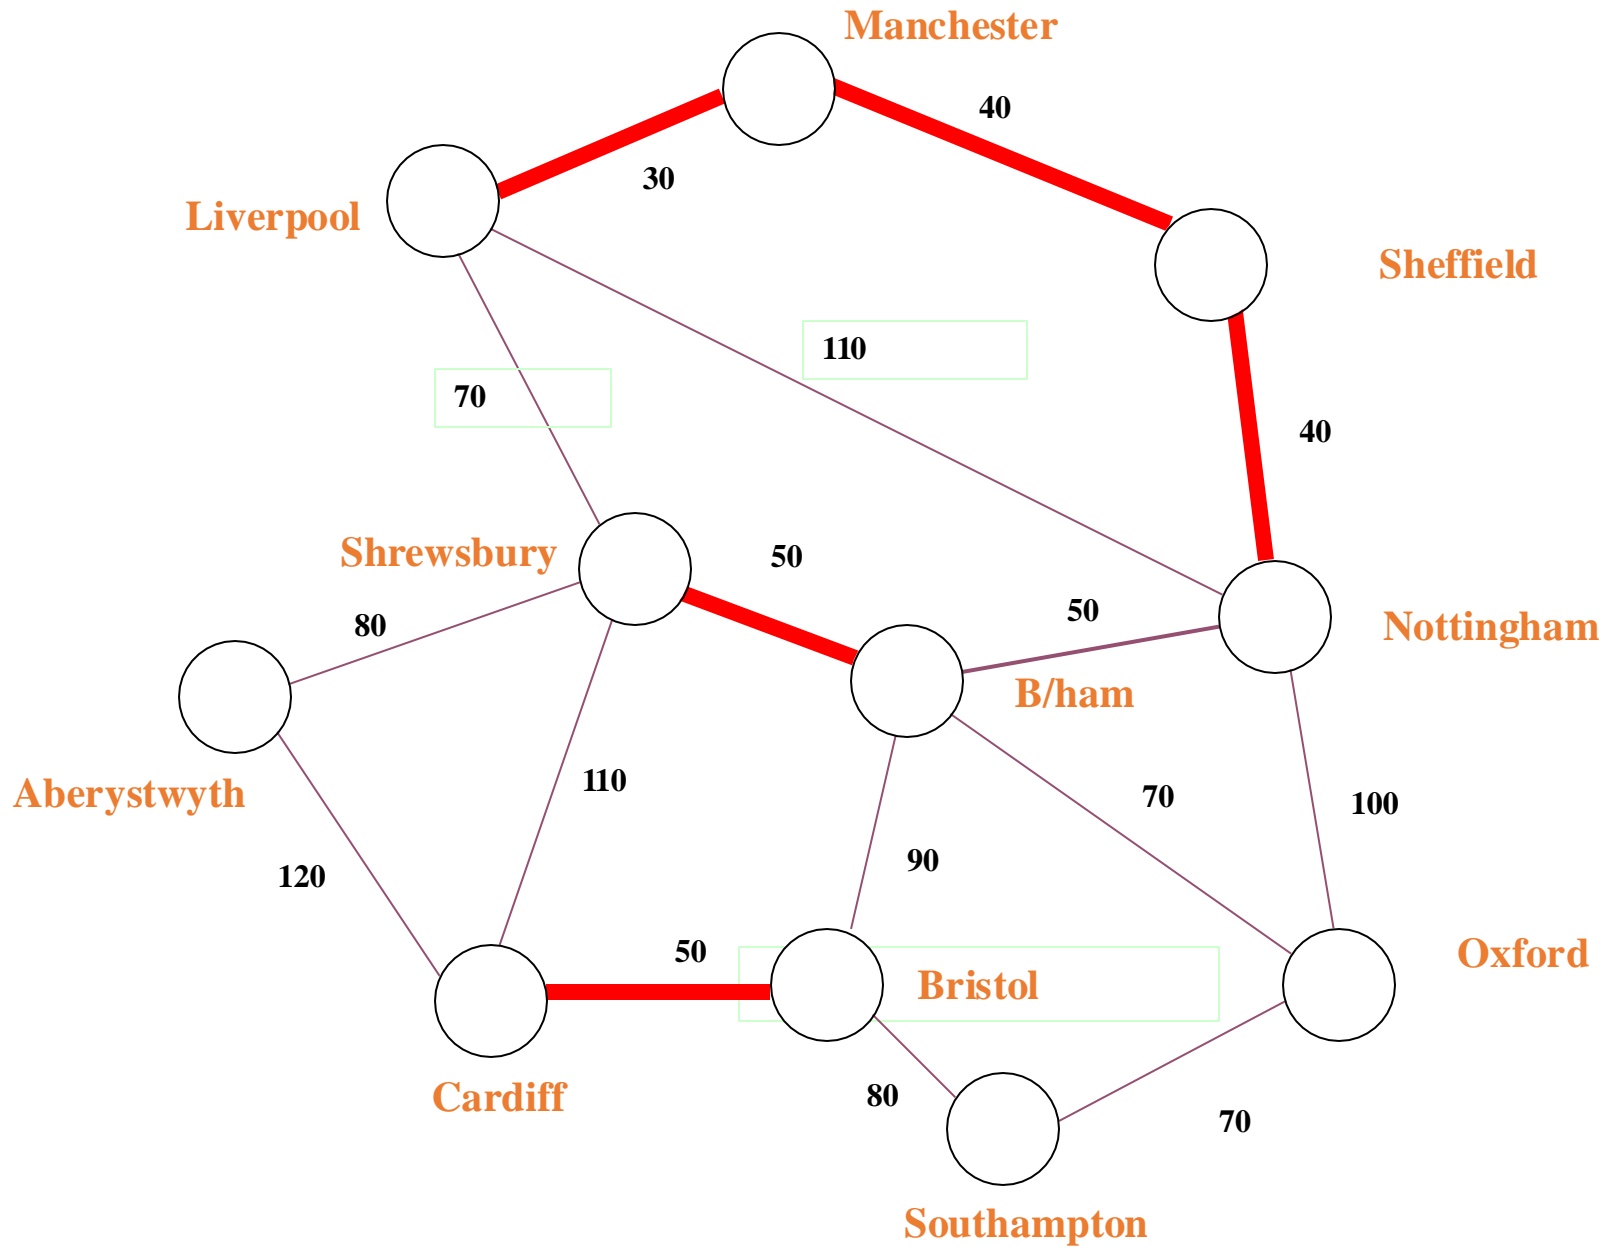 Manchester
40
30
Liverpool
Sheffield
110
70
40
Shrewsbury
50
50
80
Nottingham
B/ham
Aberystwyth
110
70
100
90
120
50
Bristol
Oxford
Cardiff
80
70
Southampton